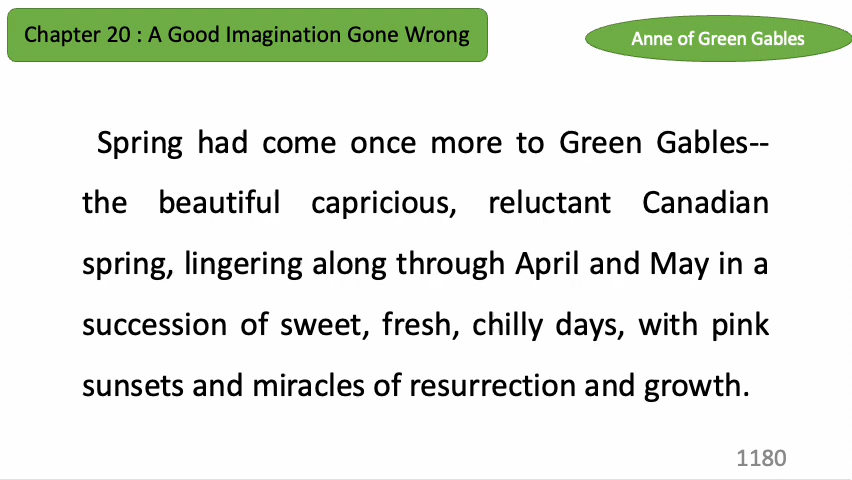 Chapter 20 : A Good Imagination Gone Wrong
Anne of Green Gables
Spring had come once more to Green Gables--
the beautiful capricious, reluctant Canadian
spring, lingering along through April and May in a
succession of sweet, fresh, chilly days, with pink
sunsets and miracles of resurrection and growth.
1180